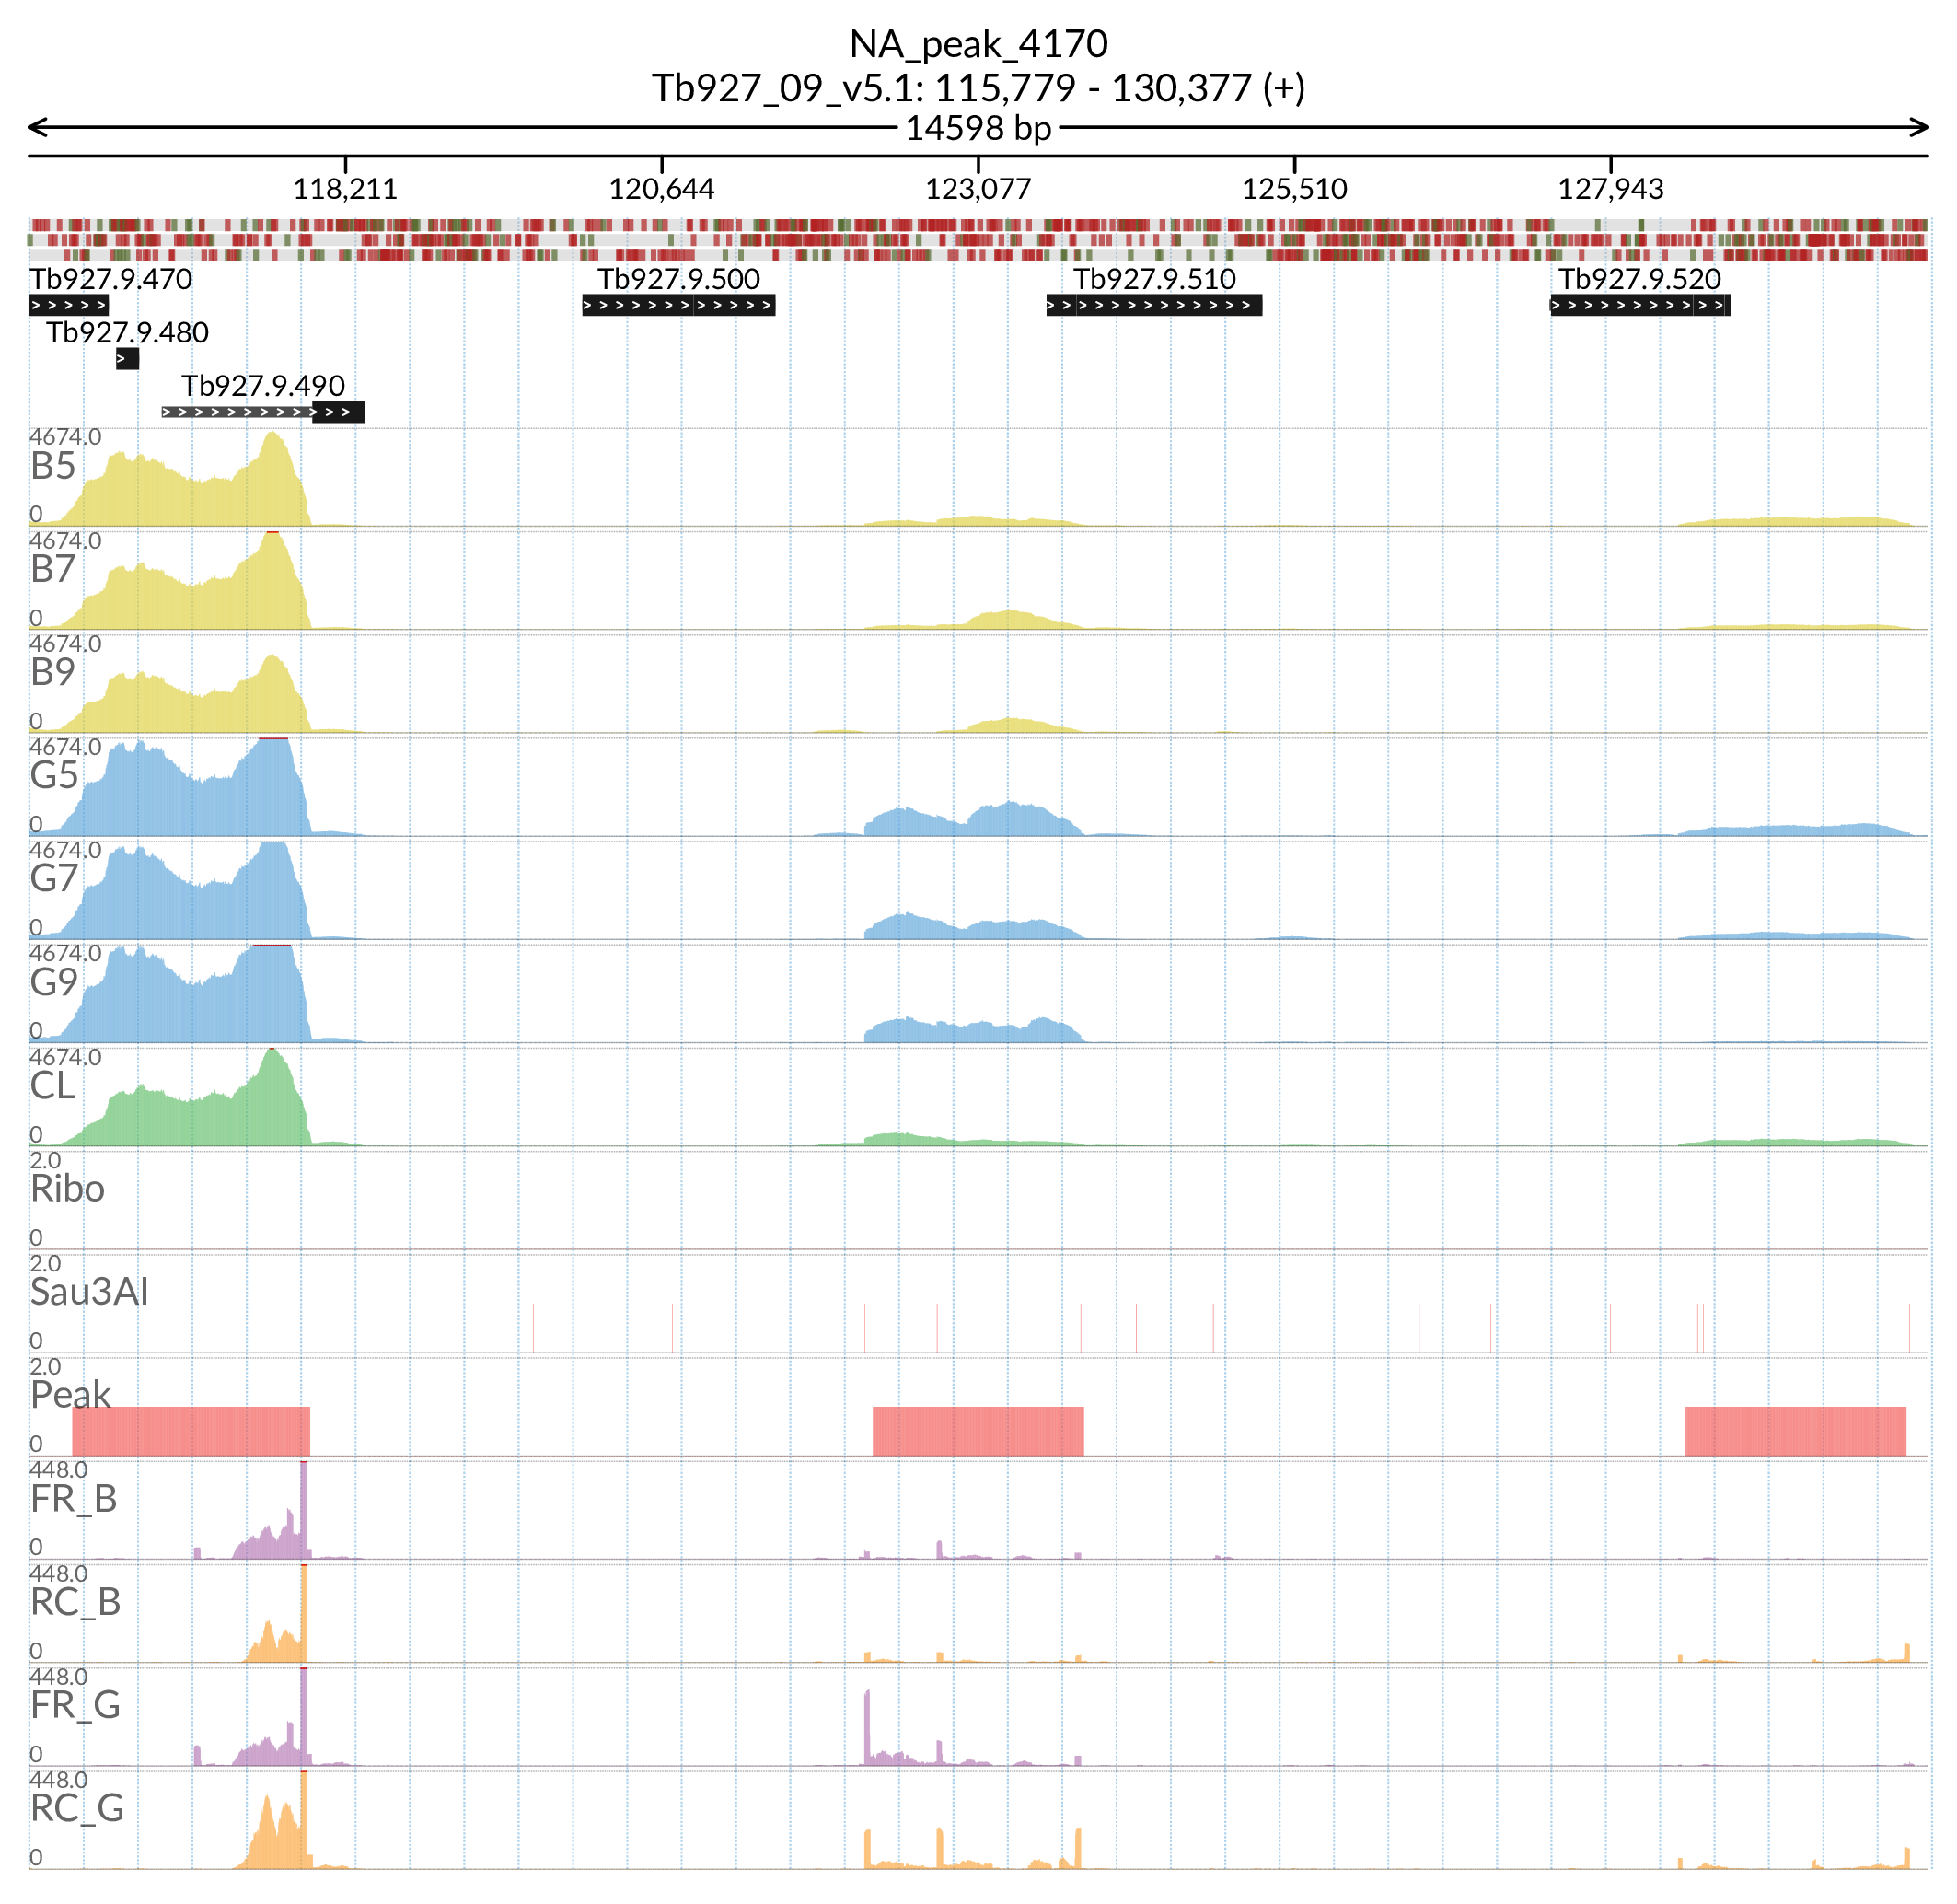 NA_peak_4170
Tb927_09_v5.1: 115,779 - 130,377 (+)
14598 bp
118,211 120,644 123,077 125,510 127,943
Tb927.9.470 Tb927.9.500 Tb927.9.510 Tb927.9.520
Tb927.9.480
Tb927.9.490
4674.0
B5
0
4674.0
B7
0
4674.0
B9
0
4674.0
G5
0
4674.0
G7
0
4674.0
G9
0
4674.0
CL
0
2.0
Ribo
0
2.0
Sau3AI
0
2.0
Peak
0
448.0
FR_B
0
448.0
RC_B
0
448.0
FR_G
0
448.0
RC_G
0